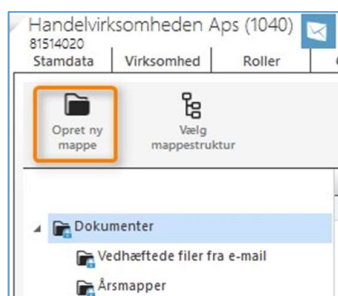 Handelvirksomheden Aps (1040)
81514020
Stamdata Virksomhed Roller
Opret ny
mappe
Vælg
mappestruktur
Dokumenter
Vedhæftede filer fra e-mail
Årsmapper